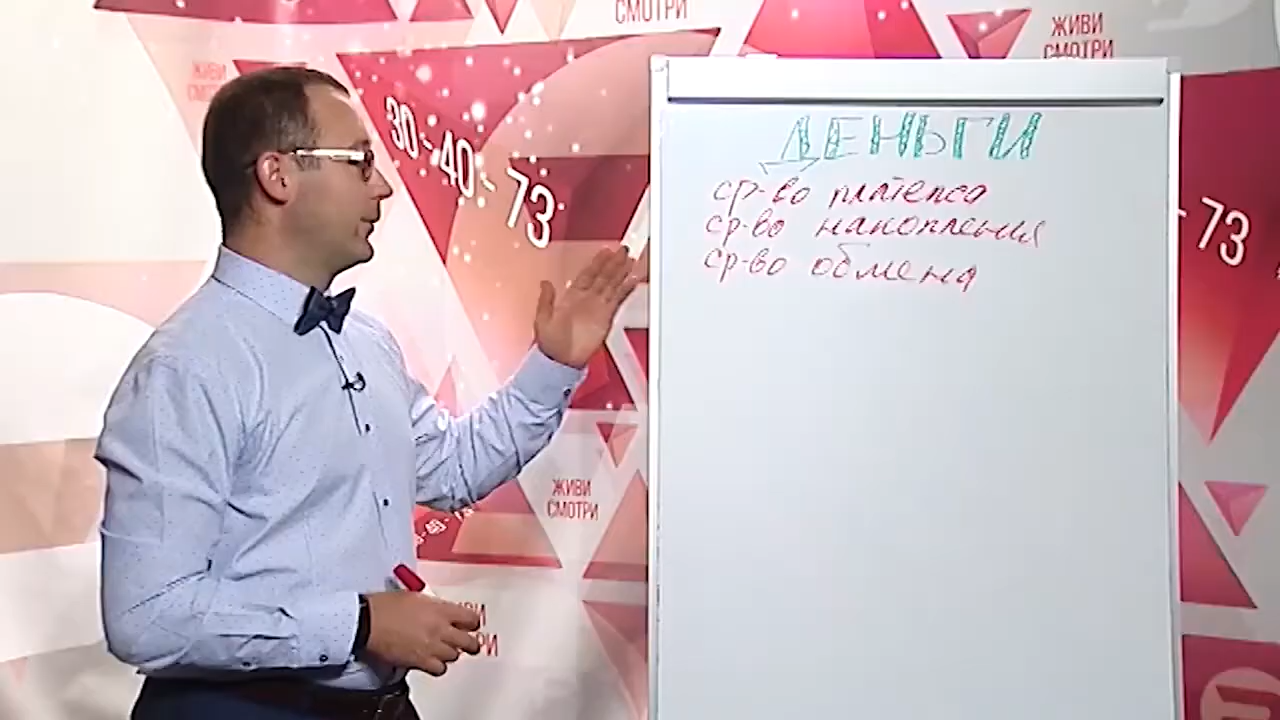 СМОТРИ
ЖИВИ
СМОТРИ
ЖИВИ
30-40-73
ДЕНЬГИ
ср-во платежа
ср-во накопления
ср-во обмена
- 73
ЖИВИ
СМОТРИ